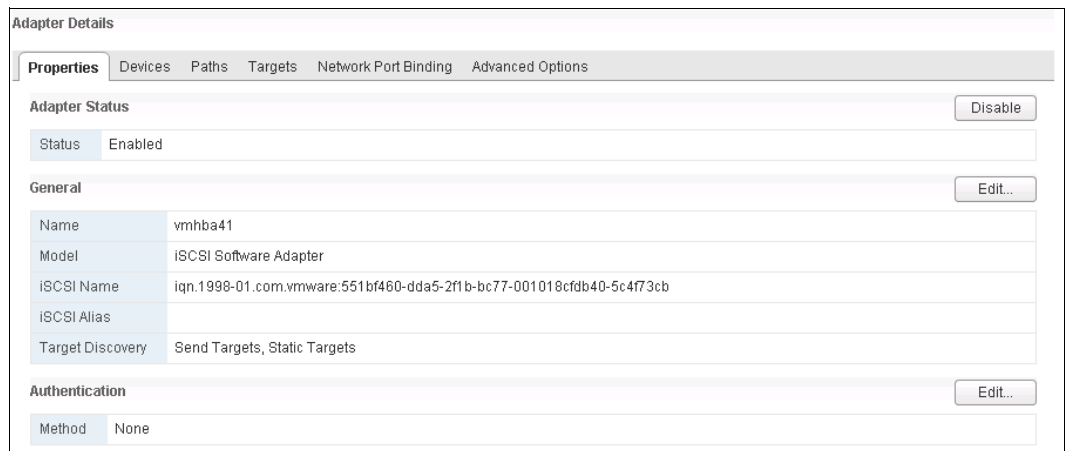 Adapter Details
Properties Devices Paths Targets Network Port Binding Advanced Options
Adapter Status Disable
Status Enabled
General Edit...
Name vmhba41
Model iSCSI Software Adapter
iSCSI Name iqn.1998-01.com.vmware:551bf460-dda5-2f1b-bc77-001018cfdb40-5c4f73cb
iSCSI Alias
Target Discovery Send Targets, Static Targets
Authentication Edit...
Method None